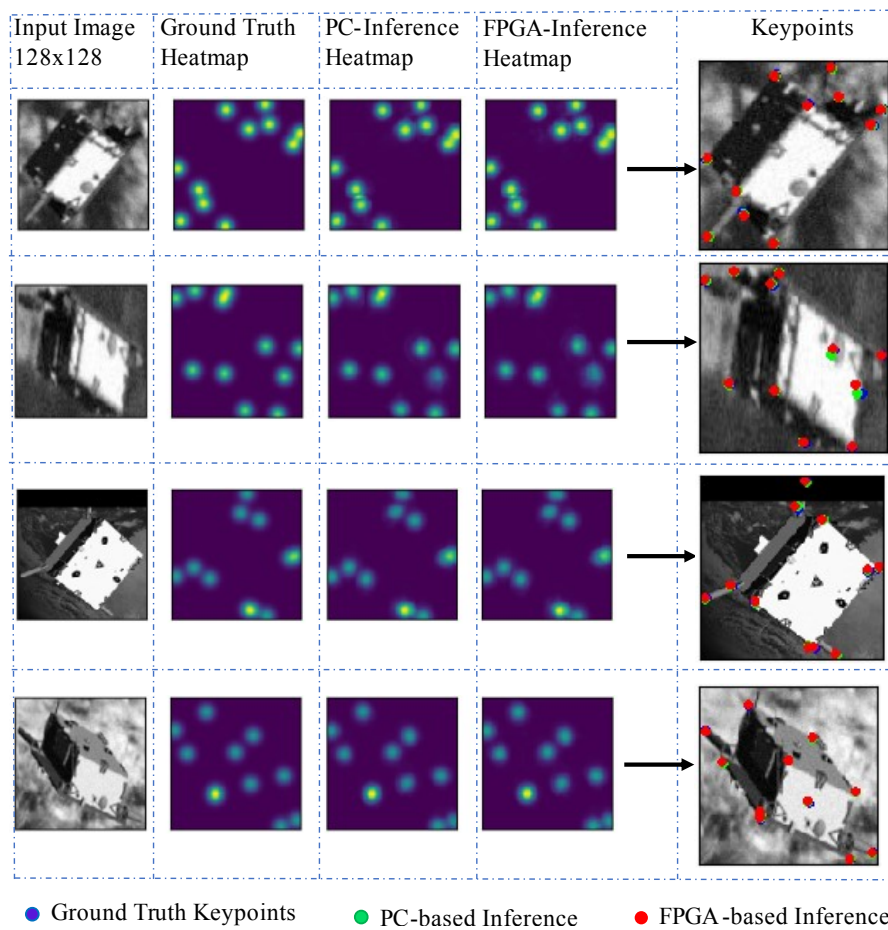 Input Image Ground Truth PC-Inference FPGA-Inference Keypoints
128x128 Heatmap Heatmap Heatmap
Ground Truth Keypoints PC-based Inference FPGA-based Inference